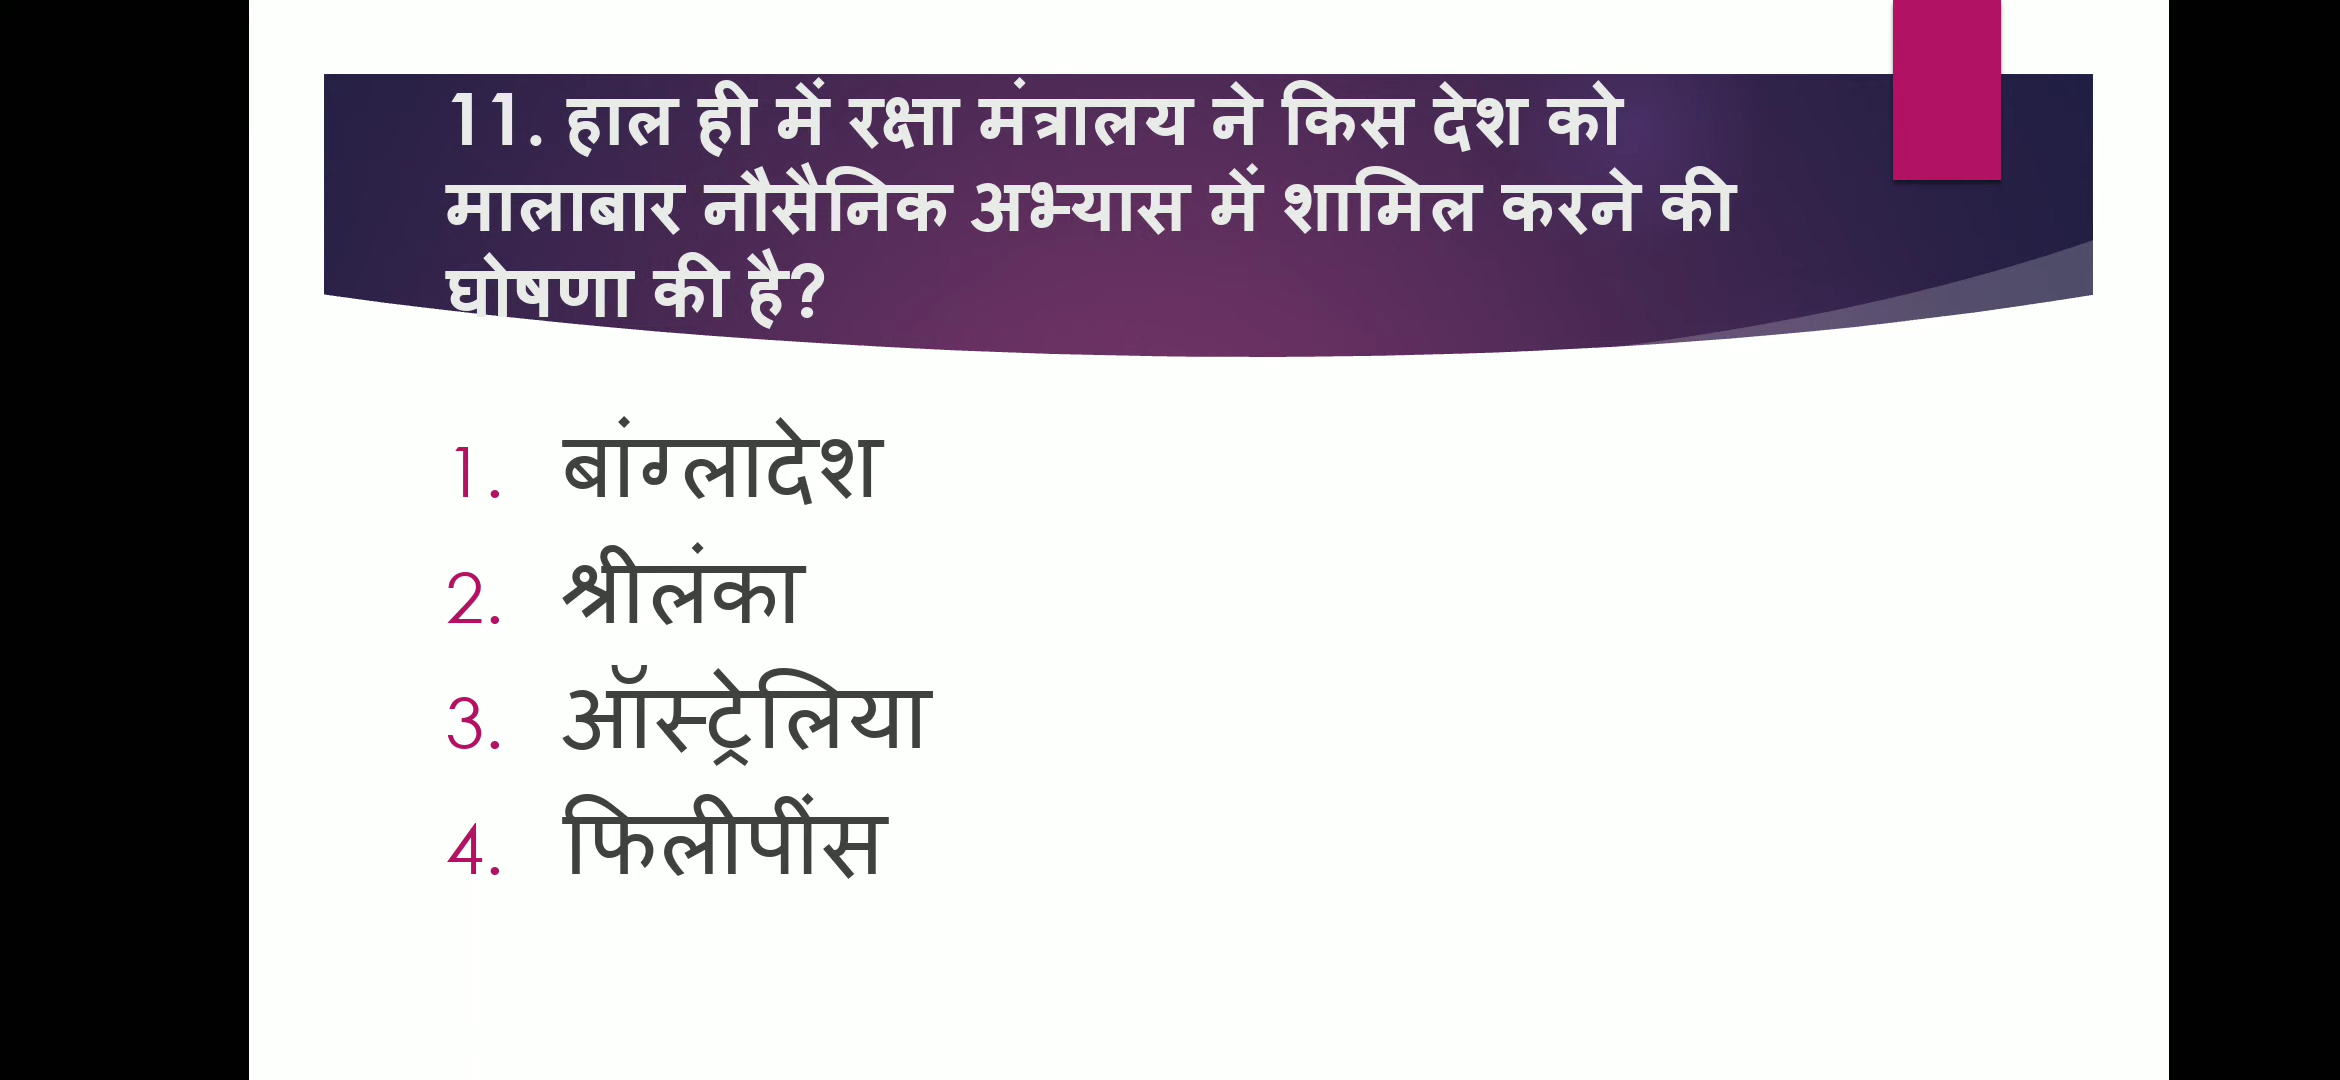 11. हाल ही में रक्षा मंत्रालय ने किस देश को
मालाबार नौसैनिक अभ्यास में शामिल करने की
घोषणा की है?
1. बांग्लादेश
2. श्रीलंका
3. ऑस्ट्रेलिया
4. फिलीपींस